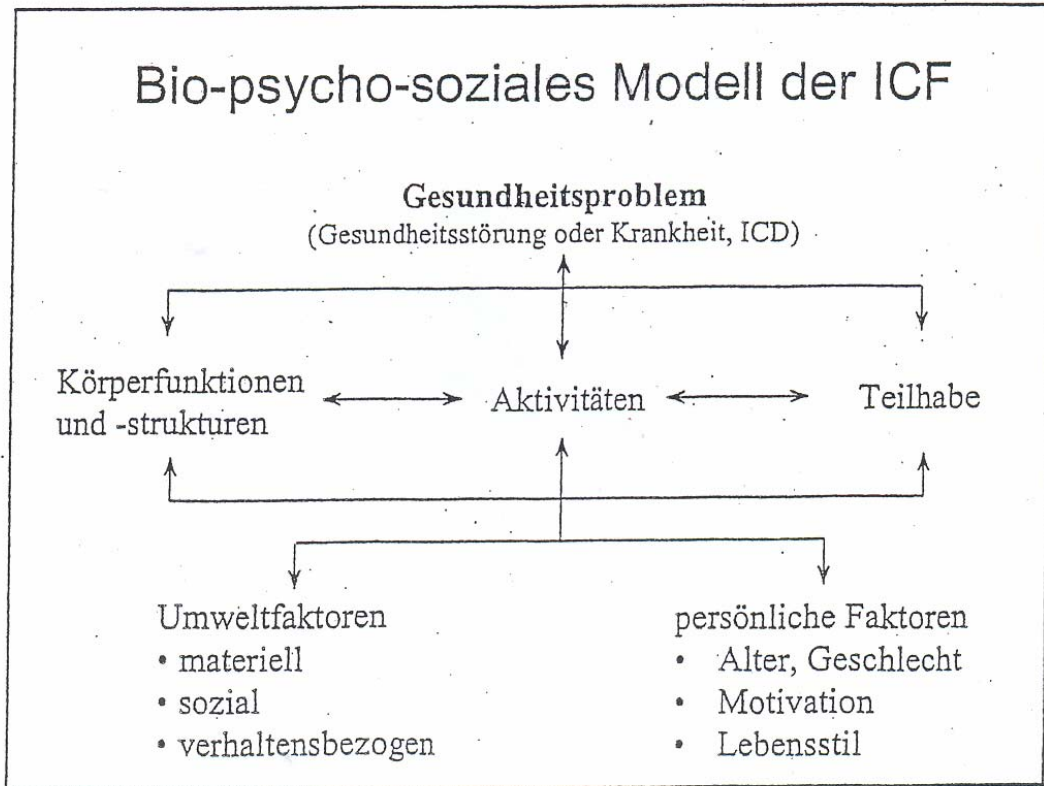 Bio-psycho-soziales Modell der ICF
Gesundheitsproblem
(Gesundheitsstörung oder Krankheit, ICD)
Körperfunktionen
und -strukturen
Aktivitäten
Teilhabe
Umweltfaktoren
• materiell
• sozial
• verhaltensbezogen
persönliche Faktoren
• Alter, Geschlecht
• Motivation
• Lebensstil